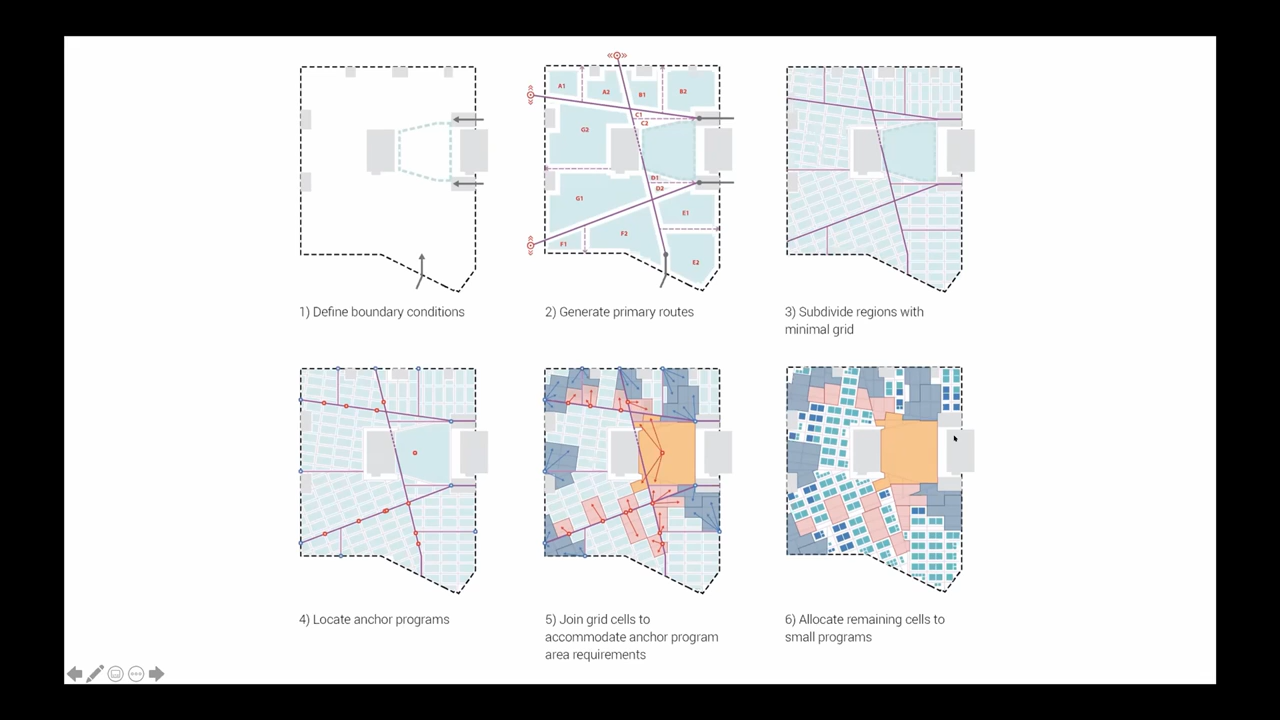 A1
A2
B1
B2
C1
C2
G2
D1
D2
G1
E1
F2
F1
E2
1) Define boundary conditions
2) Generate primary routes
3) Subdivide regions with
minimal grid
4) Locate anchor programs
5) Join grid cells to
accommodate anchor program
area requirements
6) Allocate remaining cells to
small programs